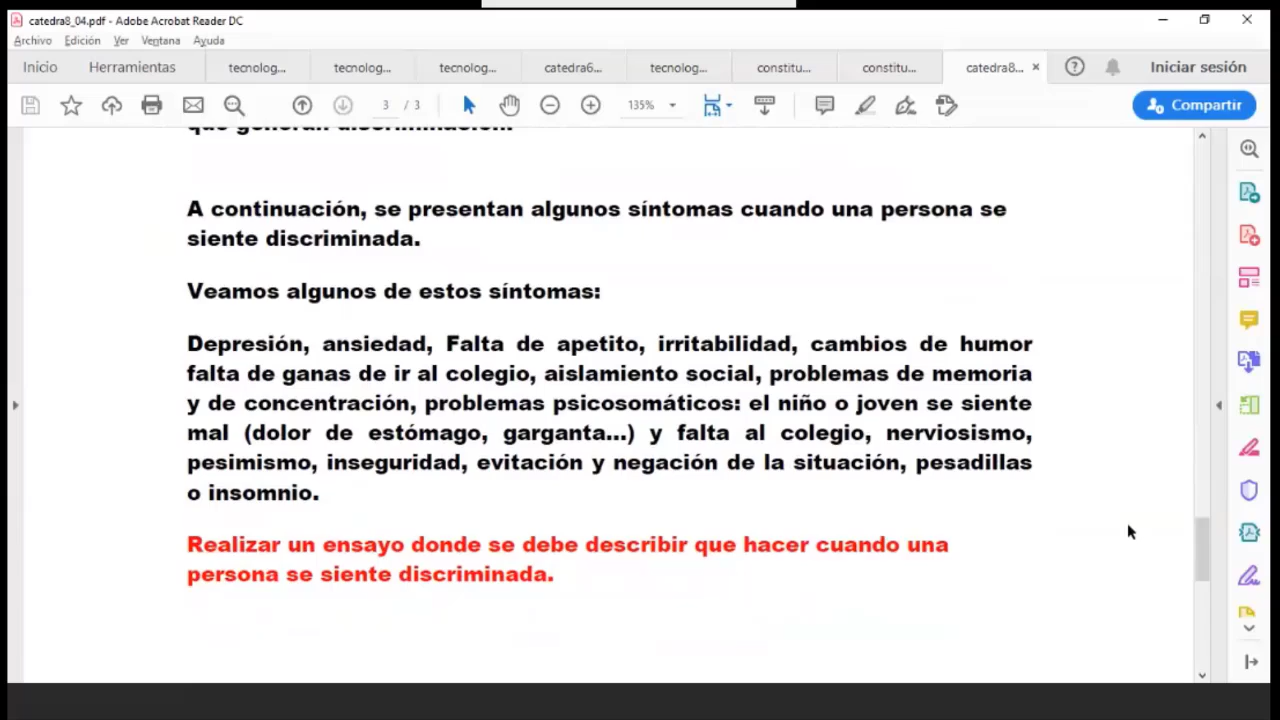 catedra8_04.pdf - Adobe Acrobat Reader DC
Archivo Edición Ver Ventana Ayuda
Inicio Herramientas tecnolog... tecnolog... tecnolog... catedra6... tecnolog... constitu... constitu... catedra8... × Iniciar sesión
3 / 3 135% Compartir
que generan discriminación.
A continuación, se presentan algunos síntomas cuando una persona se
siente discriminada.
Veamos algunos de estos síntomas:
Depresión, ansiedad, Falta de apetito, irritabilidad, cambios de humor
falta de ganas de ir al colegio, aislamiento social, problemas de memoria
y de concentración, problemas psicosomáticos: el niño o joven se siente
mal (dolor de estómago, garganta...) y falta al colegio, nerviosismo,
pesimismo, inseguridad, evitación y negación de la situación, pesadillas
o insomnio.
Realizar un ensayo donde se debe describir que hacer cuando una
persona se siente discriminada.